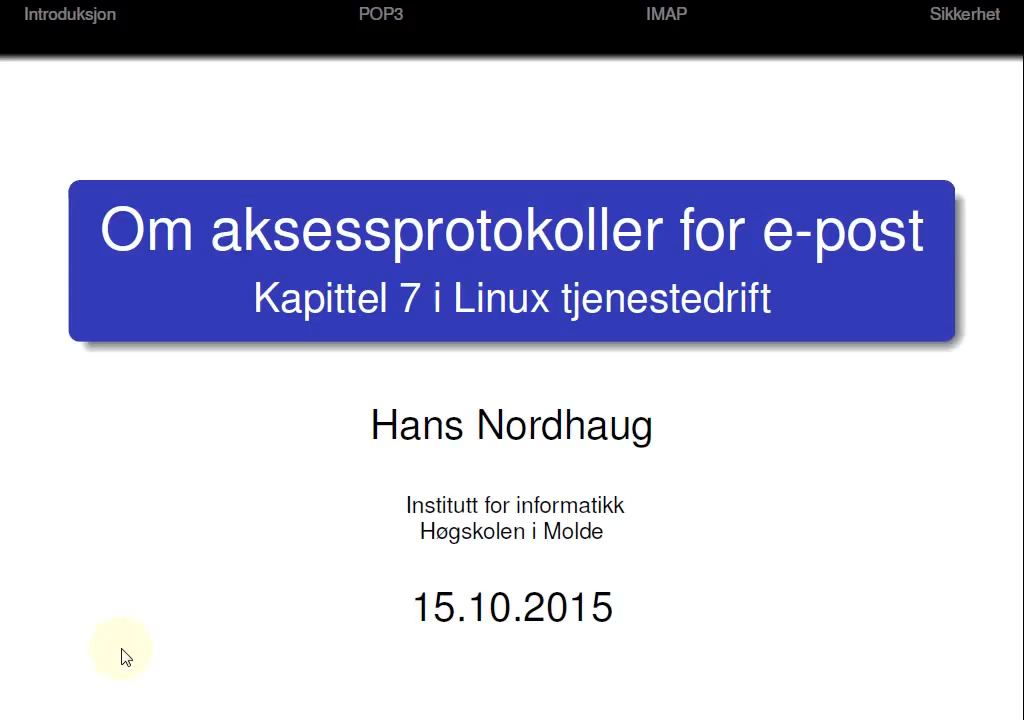 Introduksjon POP3 IMAP Sikkerhet
Om aksessprotokoller for e-post
Kapittel 7 i Linux tjenestedrift
Hans Nordhaug
Institutt for informatikk
Høgskolen i Molde
15.10.2015